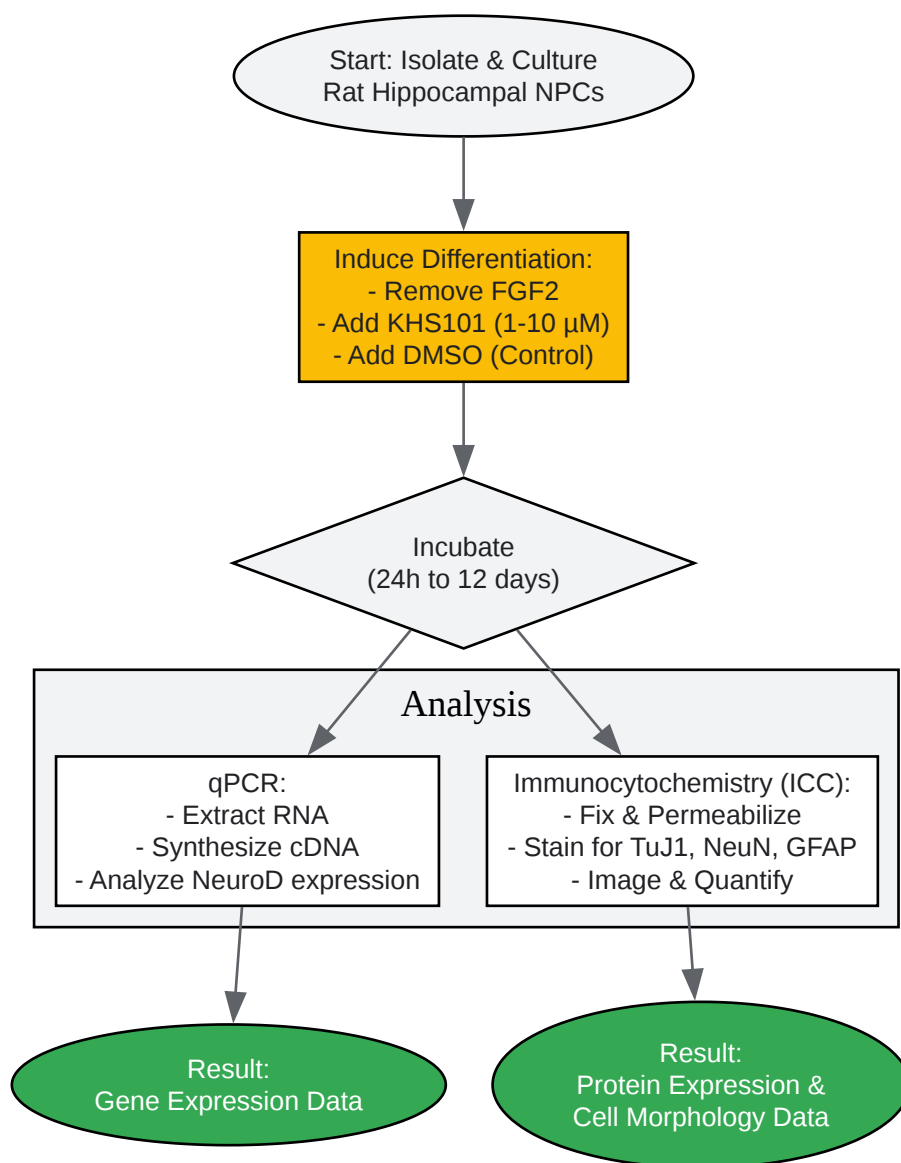 Start: Isolate & Culture
Rat Hippocampal NPCs
Induce Differentiation:
- Remove FGF2
- Add KHS101 (1-10 µM)
- Add DMSO (Control)
Incubate
(24h to 12 days)
Analysis
qPCR:
- Extract RNA
- Synthesize cDNA
- Analyze NeuroD expression
Immunocytochemistry (ICC):
- Fix & Permeabilize
- Stain for TuJ1, NeuN, GFAP
- Image & Quantify
Result:
Gene Expression Data
Result:
Protein Expression &
Cell Morphology Data